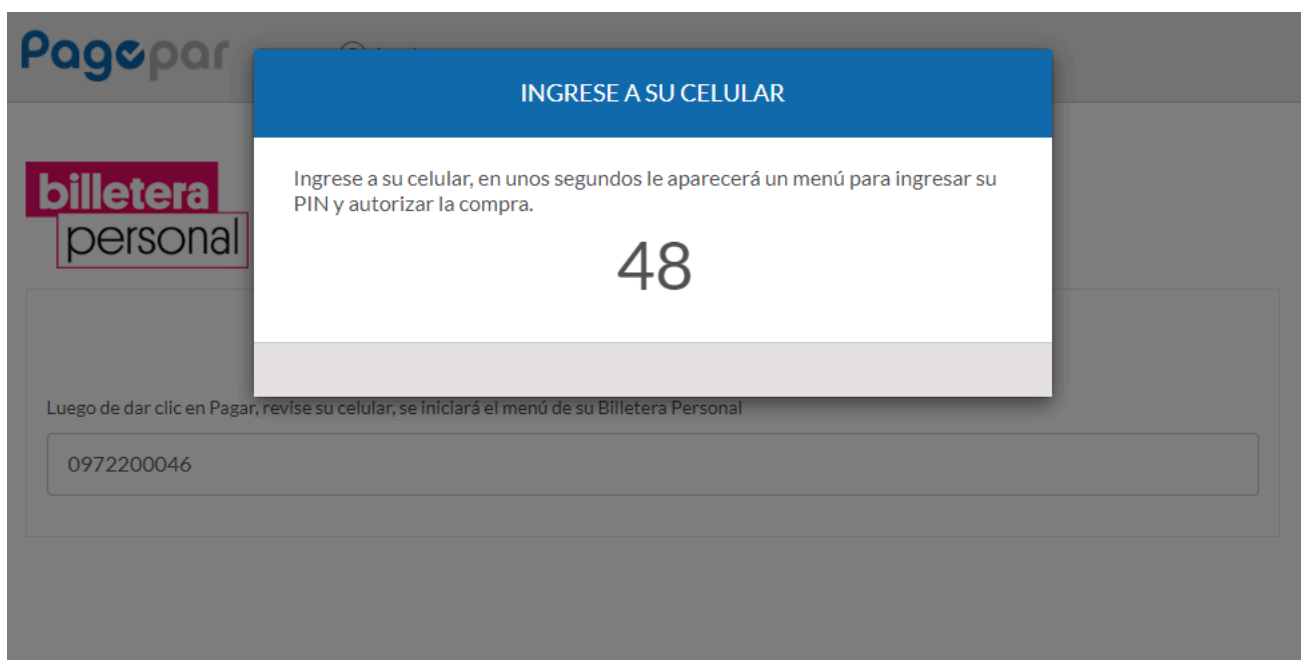 Pagopar
INGRESE A SU CELULAR
Ingrese a su celular, en unos segundos le aparecerá un menú para ingresar su
PIN y autorizar la compra.
48
billetera
personal
Luego de dar clic en Pagar, revise su celular, se iniciará el menú de su Billetera Personal
0972200046